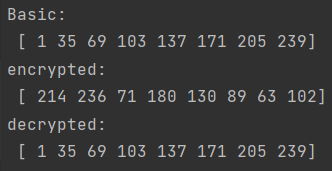 Basic:
[ 1 35 69 103 137 171 205 239]
encrypted:
[ 214 236 71 180 130 89 63 102]
decrypted:
[ 1 35 69 103 137 171 205 239]